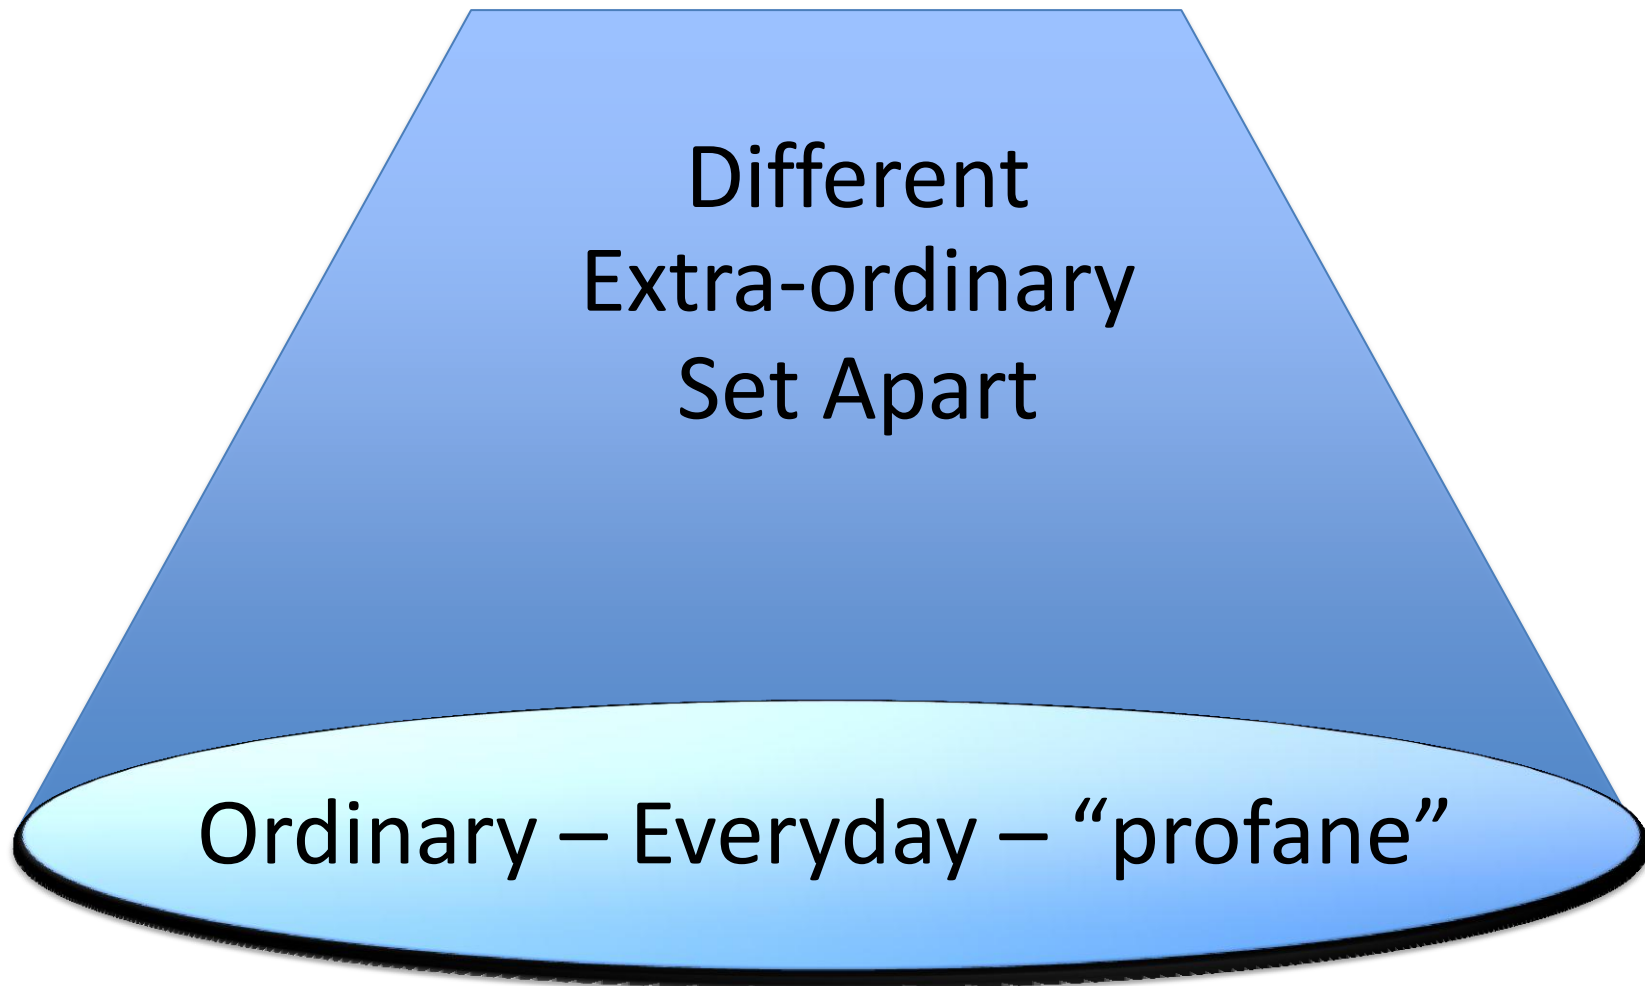 Different
Extra-ordinary
Set Apart
Ordinary – Everyday – “profane”